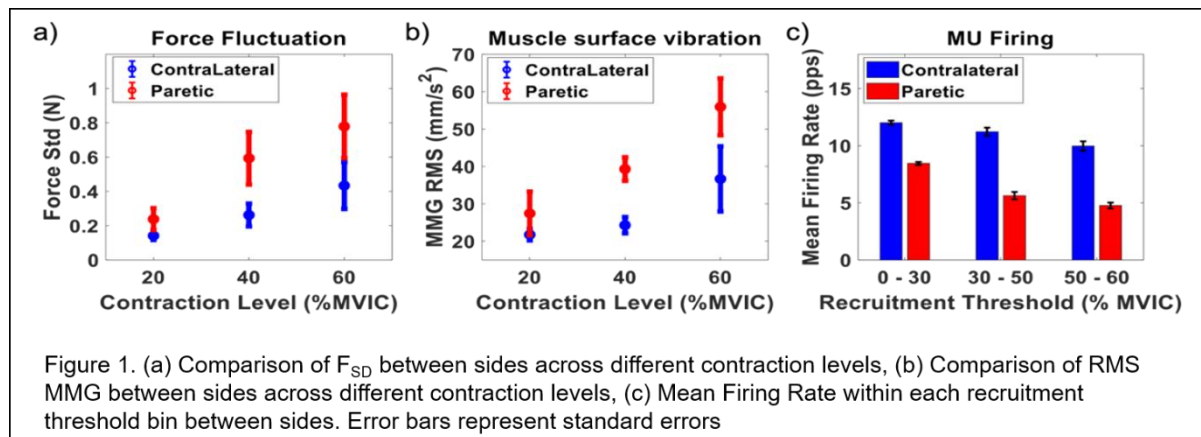 a) Force Fluctuation
ContraLateral
Paretic
Force Std (N)
1
0.8
0.6
0.4
0.2
0
20 40 60
Contraction Level (%MVIC)
b) Muscle surface vibration
ContraLateral
Paretic
MMG RMS (mm/s²)
70
60
50
40
30
20
20 40 60
Contraction Level (%MVIC)
c) MU Firing
Contralateral
Paretic
Mean Firing Rate (pps)
15
10
5
0
0 - 30 30 - 50 50 - 60
Recruitment Threshold (% MVIC)
Figure 1. (a) Comparison of FSD between sides across different contraction levels, (b) Comparison of RMS
MMG between sides across different contraction levels, (c) Mean Firing Rate within each recruitment
threshold bin between sides. Error bars represent standard errors